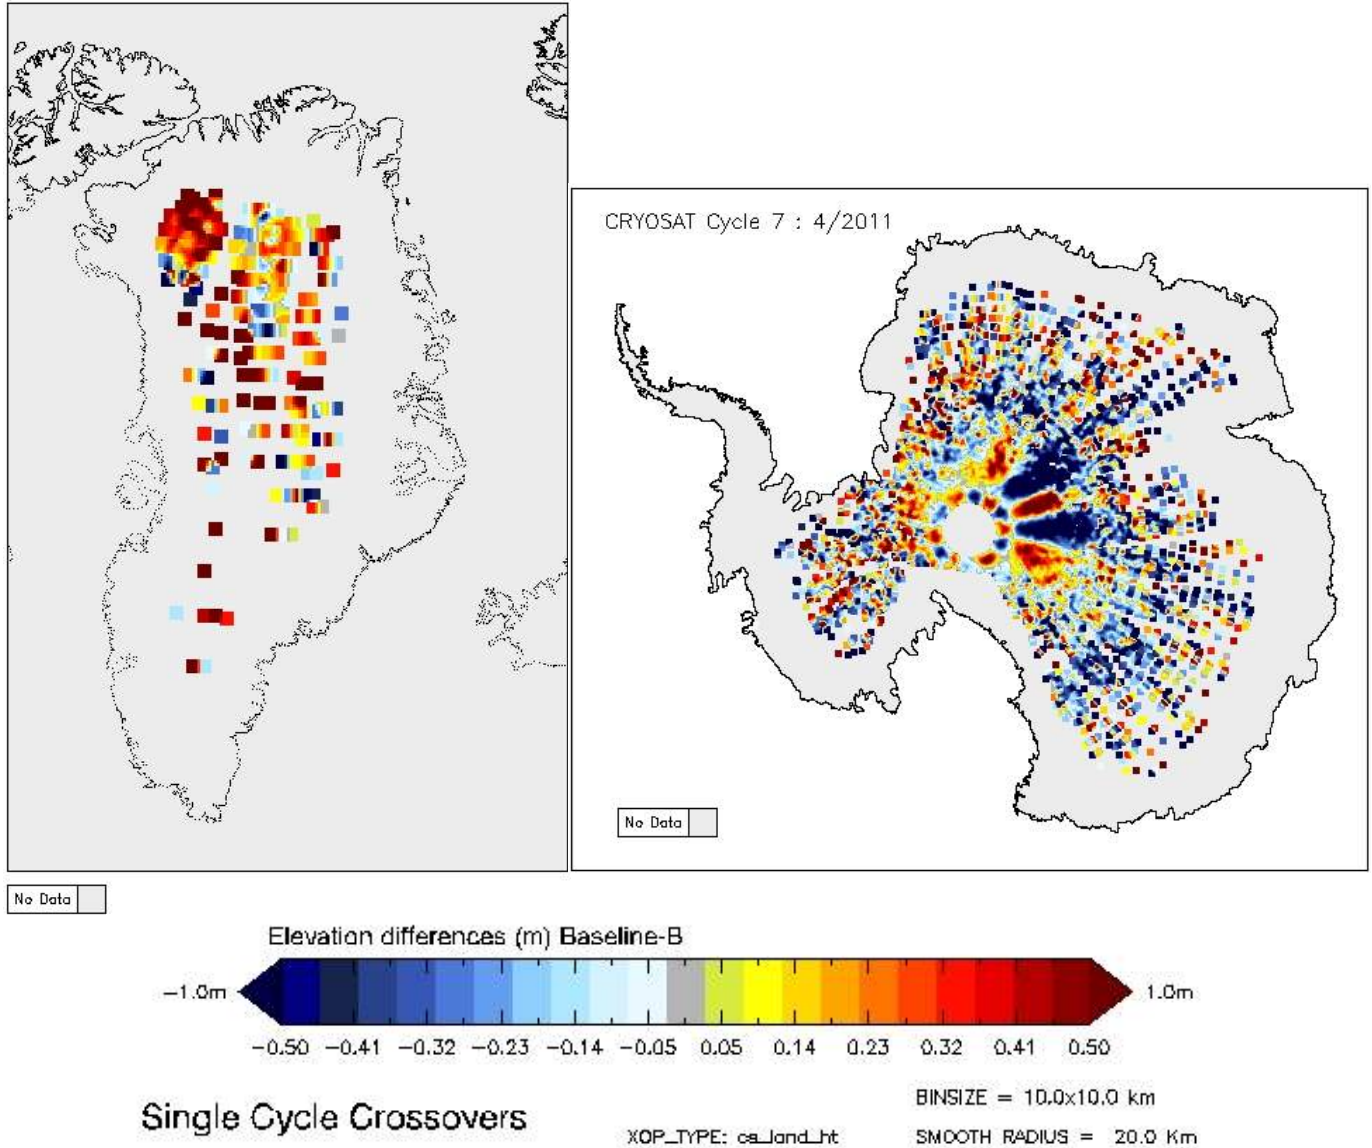 CRYOSAT Cycle 7 : 4/2011
No Data
No Data
Elevation differences (m) Baseline-B
-1.0m
1.0m
-0.50 -0.41 -0.32 -0.23 -0.14 -0.05 0.05 0.14 0.23 0.32 0.41 0.50
Single Cycle Crossovers
XOP_TYPE: cs_land_ht
BINSIZE = 10.0x10.0 km
SMOOTH RADIUS = 20.0 Km